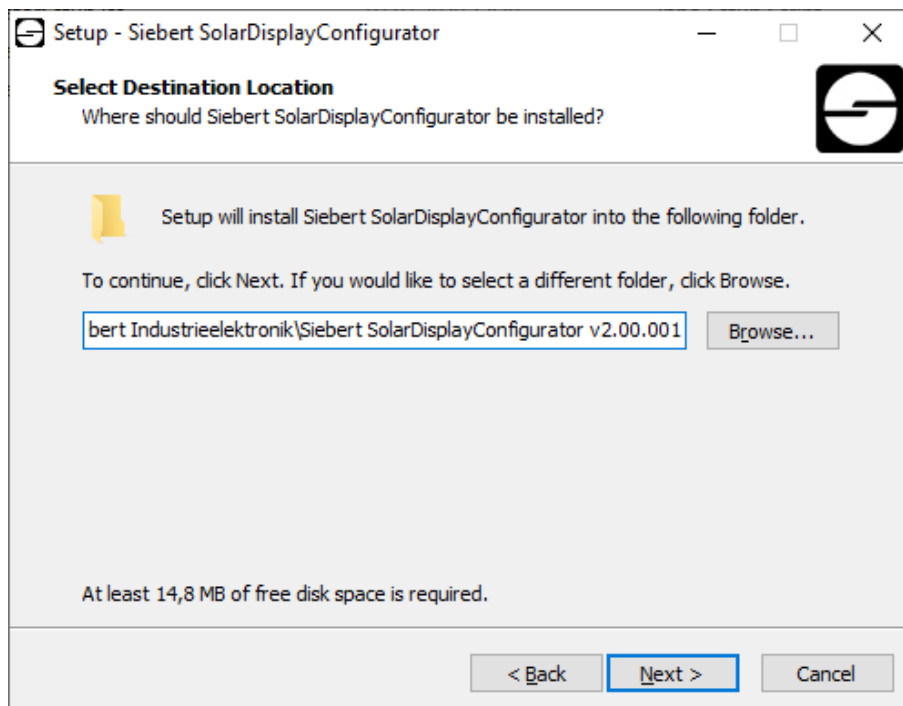 Setup - Siebert SolarDisplayConfigurator
Select Destination Location
Where should Siebert SolarDisplayConfigurator be installed?
Setup will install Siebert SolarDisplayConfigurator into the following folder.
To continue, click Next. If you would like to select a different folder, click Browse.
bert Industrieelektronik\Siebert SolarDisplayConfigurator v2.00.001
Browse...
At least 14,8 MB of free disk space is required.
< Back
Next >
Cancel